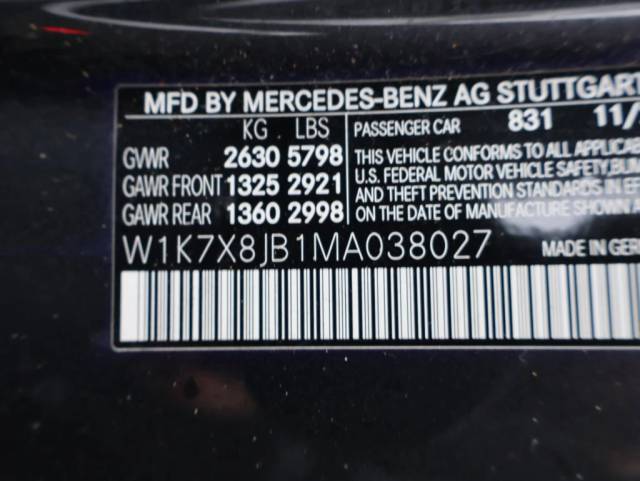 MFD BY MERCEDES-BENZ AG STUTTGART
KG LBS PASSENGER CAR 831 11/
GVWR 2630 5798 THIS VEHICLE CONFORMS TO ALL
GAWR FRONT 1325 2921 U.S. FEDERAL MOTOR VEHICLE SAFETY,
AND THEFT PREVENTION STANDARDS IN
GAWR REAR 1360 2998 ON THE DATE OF MANUFACTURE SHOWN
W1K7X8JB1MA038027 MADE IN